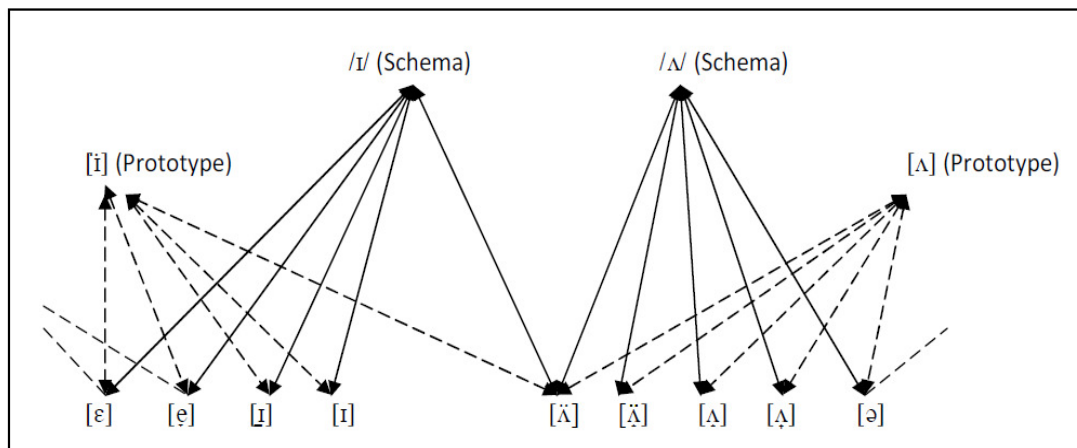 /ɪ/ (Schema) /ʌ/ (Schema)
[ɪ̇] (Prototype) [ʌ] (Prototype)
[ɛ] [e̞] [ɪ̠] [ɪ] [ʌ̈] [ʌ̞̈] [ʌ̞] [ʌ̟] [ə]